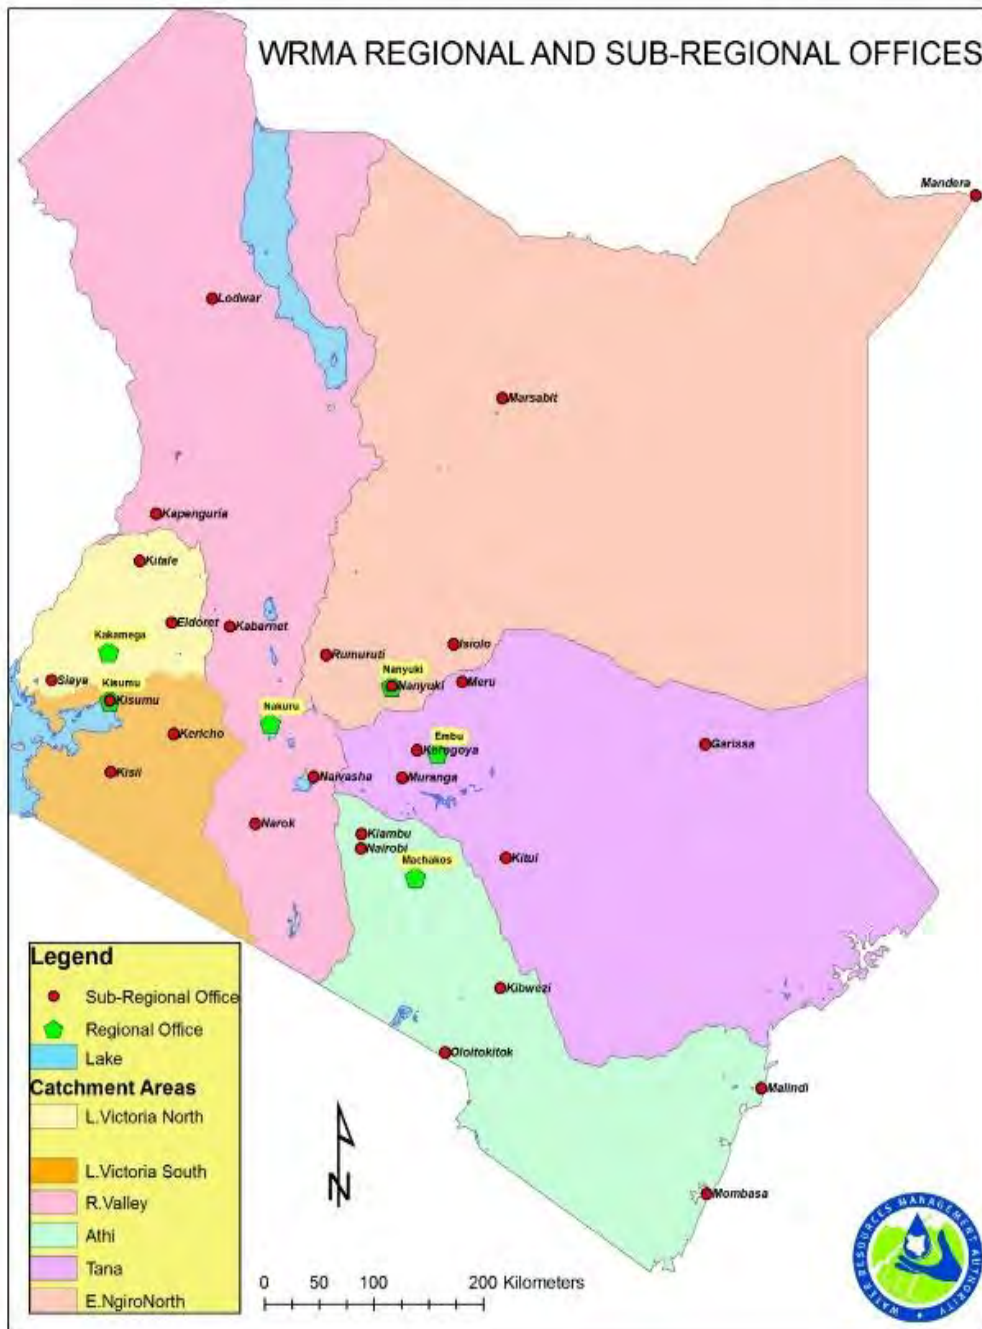 WRMA REGIONAL AND SUB-REGIONAL OFFICES
Mandera
Lodwar
Marsabit
Kapenguria
Kitale
Eldoret
Kabarnet
Kakamega
Isiolo
Rumuruti
Nanyuki
Nanyuki
Meru
Siaya
Kisumu
Kisumu
Nakuru
Kericho
Embu
Kerogoya
Garissa
Kisii
Naivasha
Muranga
Narok
Kiambu
Nairobi
Machakos
Kitui
Kibwezi
Oloitokitok
Malindi
Mombasa
Legend
Sub-Regional Office
Regional Office
Lake
Catchment Areas
L.Victoria North
L.Victoria South
R.Valley
Athi
Tana
E.NgiroNorth
N
0 50 100 200 Kilometers
WATER RESOURCES MANAGEMENT AUTHORITY